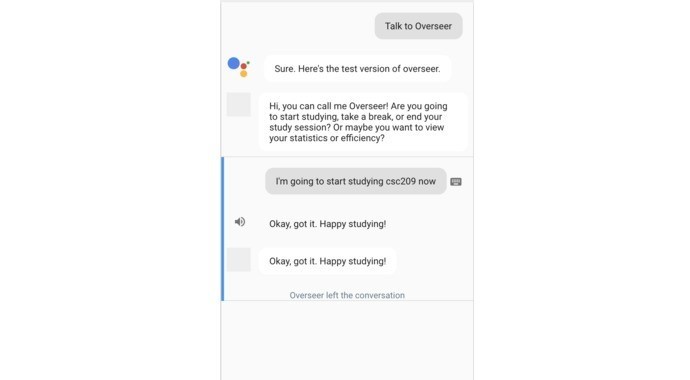 Talk to Overseer
Sure. Here's the test version of overseer.
Hi, you can call me Overseer! Are you going
to start studying, take a break, or end your
study session? Or maybe you want to view
your statistics or efficiency?
I'm going to start studying csc209 now
Okay, got it. Happy studying!
Okay, got it. Happy studying!
Overseer left the conversation